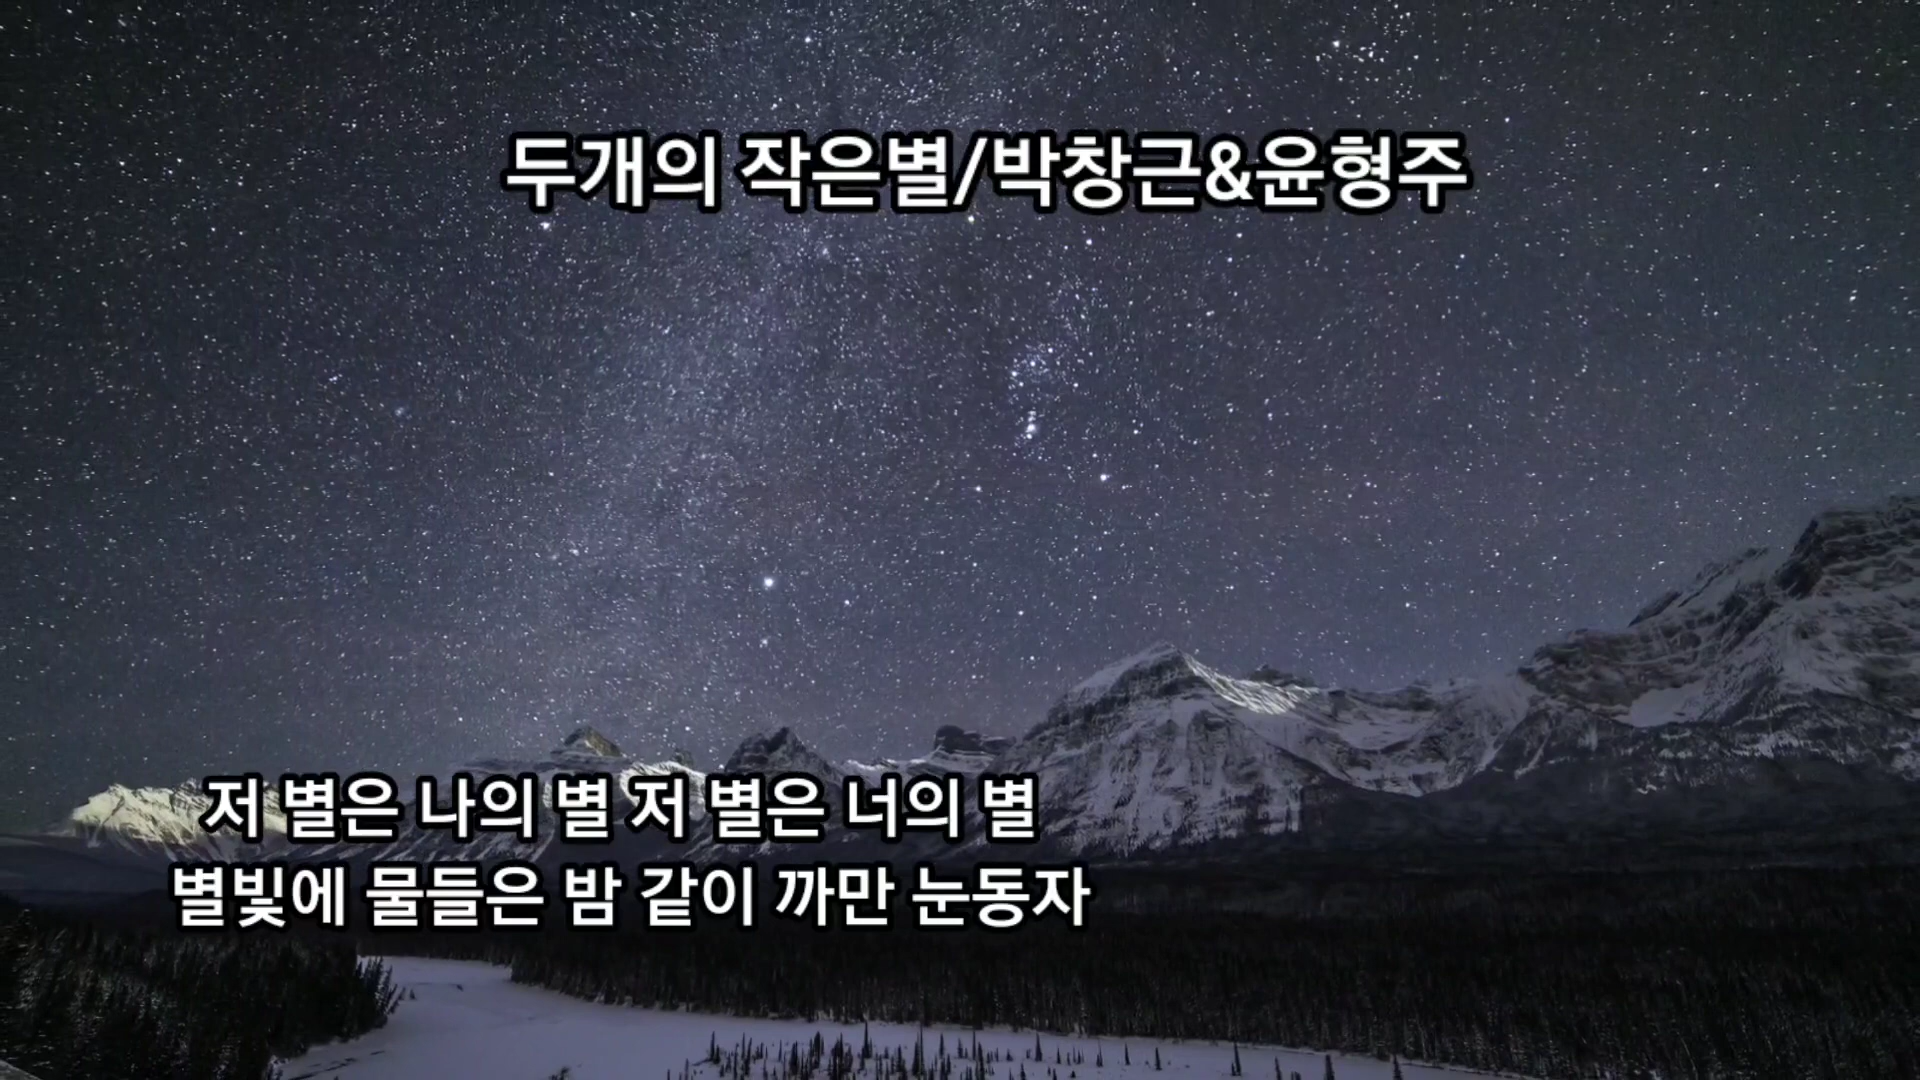 두개의 작은별/박창근&윤형주
저 별은 나의 별 저 별은 너의 별
별빛에 물들은 밤 같이 까만 눈동자